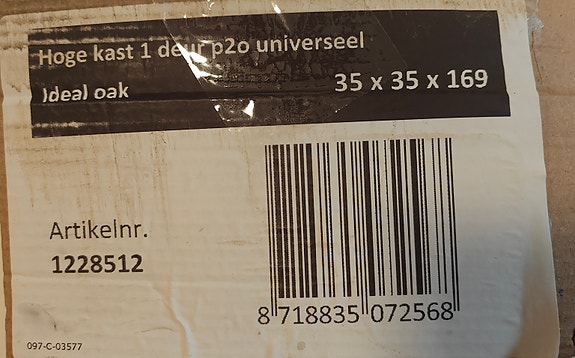 Hoge kast 1 deur p2o universeel
Ideal oak
35 x 35 x 169
Artikelnr.
1228512
8 718835 072568
097-C-03577